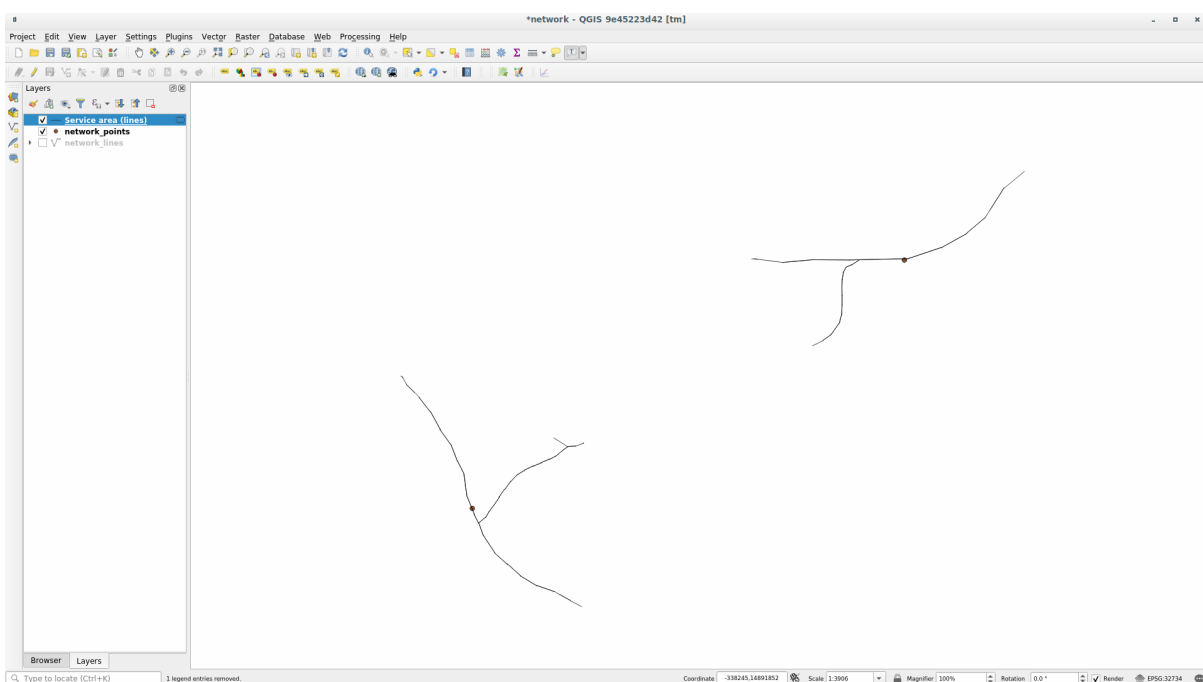 *network - QGIS 9e45223d42 [tm]
Project Edit View Layer Settings Plugins Vector Raster Database Web Processing Help
Layers
Service area (lines)
network_points
network_lines
Browser Layers
Type to locate (Ctrl+K) 1 legend entries removed. Coordinate -338245,14891852 Scale 1:3906 Magnifier 100% Rotation 0.0 ° Render EPSG:32734